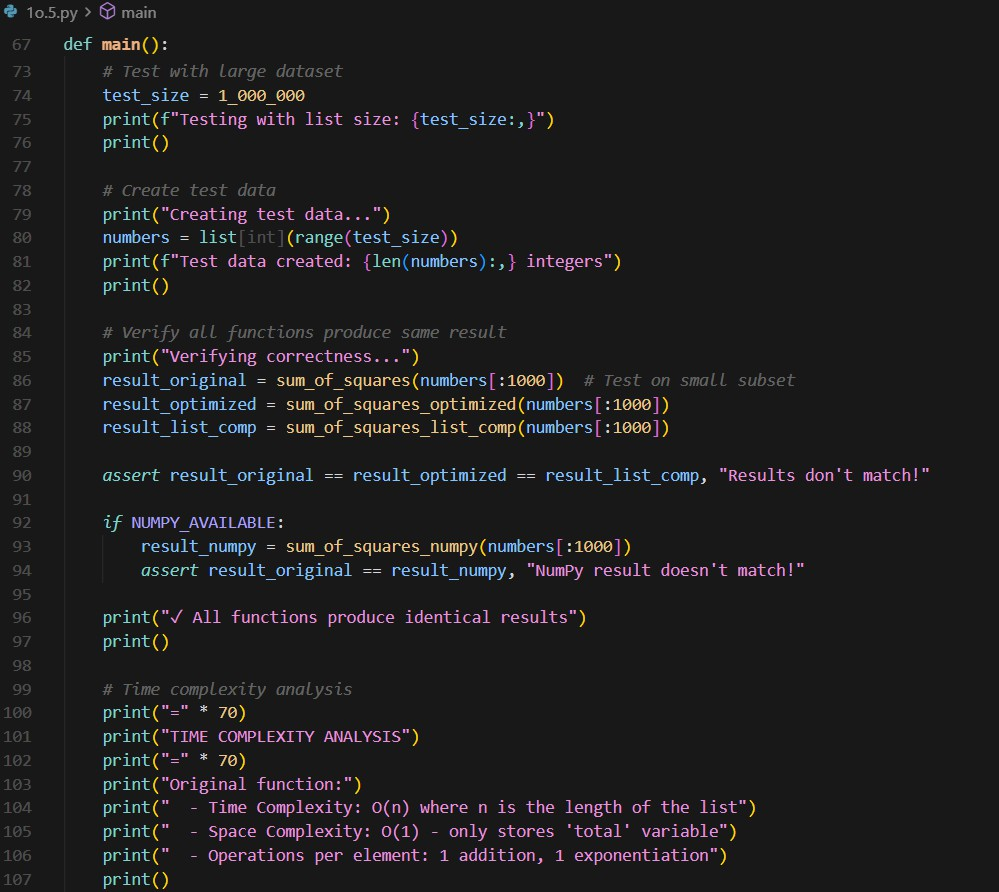 1o.5.py > main
67 def main():
73 # Test with large dataset
74 test_size = 1_000_000
75 print(f"Testing with list size: {test_size:,}")
76 print()
77
78 # Create test data
79 print("Creating test data...")
80 numbers = list[int](range(test_size))
81 print(f"Test data created: {len(numbers):,} integers")
82 print()
83
84 # Verify all functions produce same result
85 print("Verifying correctness...")
86 result_original = sum_of_squares(numbers[:1000])  # Test on small subset
87 result_optimized = sum_of_squares_optimized(numbers[:1000])
88 result_list_comp = sum_of_squares_list_comp(numbers[:1000])
89
90 assert result_original == result_optimized == result_list_comp, "Results don't match!"
91
92 if NUMPY_AVAILABLE:
93 result_numpy = sum_of_squares_numpy(numbers[:1000])
94 assert result_original == result_numpy, "NumPy result doesn't match!"
95
96 print("✓ All functions produce identical results")
97 print()
98
99 # Time complexity analysis
100 print("=" * 70)
101 print("TIME COMPLEXITY ANALYSIS")
102 print("=" * 70)
103 print("Original function:")
104 print("  - Time Complexity: O(n) where n is the length of the list")
105 print("  - Space Complexity: O(1) - only stores 'total' variable")
106 print("  - Operations per element: 1 addition, 1 exponentiation")
107 print()